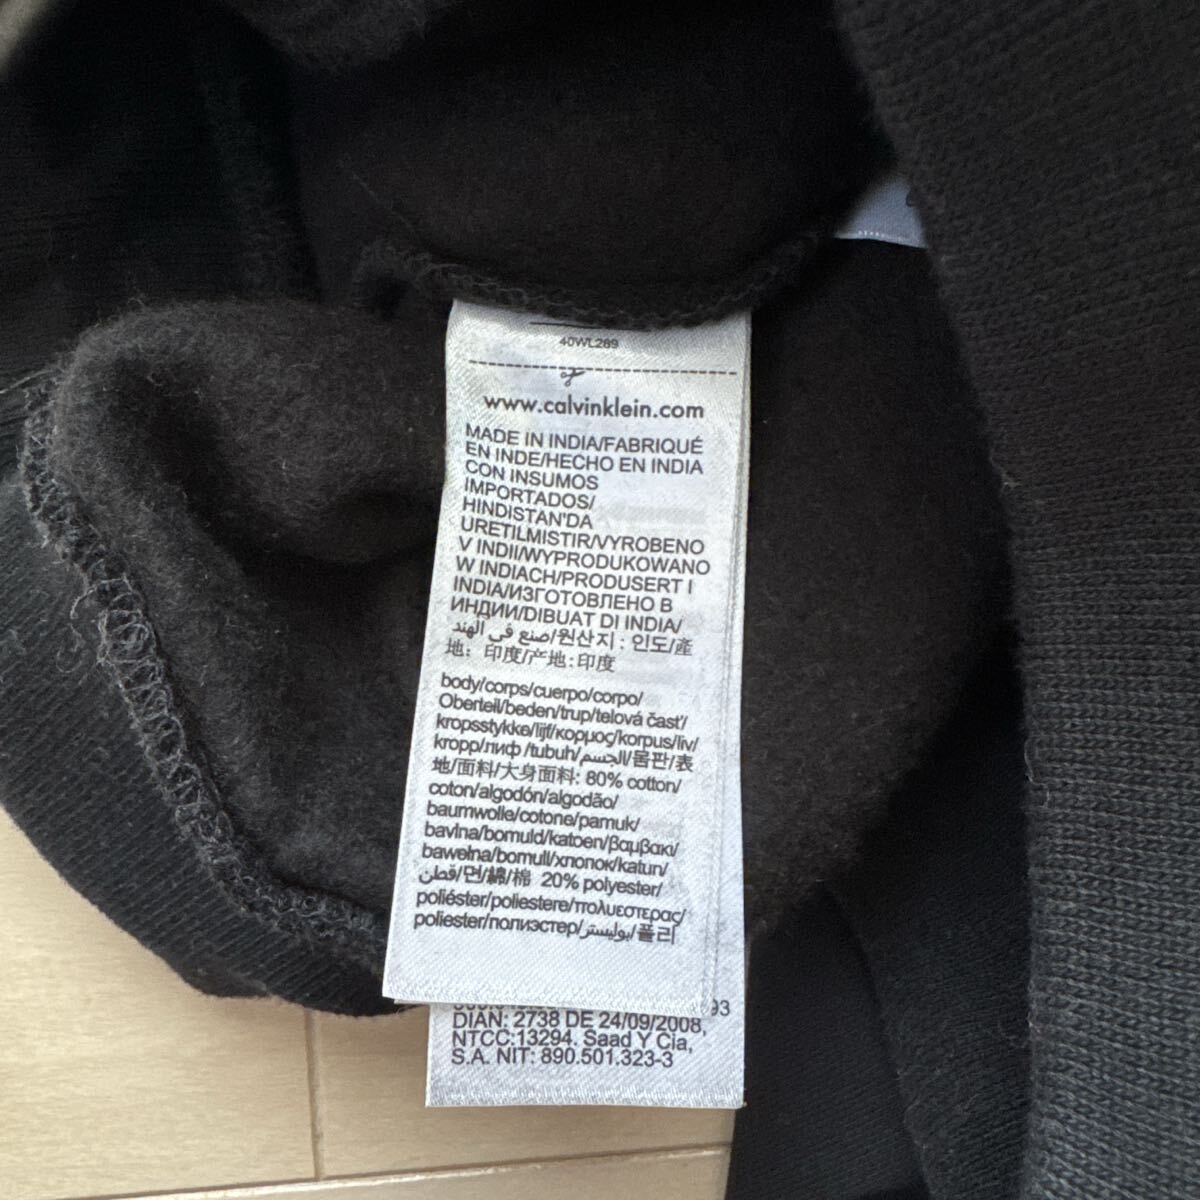 40WL289
www.calvinklein.com
MADE IN INDIA/FABRIQUÉ
EN INDE/HECHO EN INDIA
CON INSUMOS
IMPORTADOS/
HINDISTAN'DA
URETILMISTIR/VYROBENO
V INDII/WYPRODUKOWANO
W INDIACH/PRODUSERT I
INDIA/ИЗГОТОВЛЕНО В
ИНДИИ/DIBUAT DI INDIA/
صنع في الهند/원산지 : 인도/產
地: 印度/产地:印度
body/corps/cuerpo/corpo/
Oberteil/beden/trup/telová časť/
kropsstykke/lijf/κορμος/korpus/liv/
kropp/лиф /tubuh/الجسم/몸판/表
地/面料/大身面料: 80% cotton/
coton/algodón/algodão/
baumwolle/cotone/pamuk/
bavlna/bomuld/katoen/βαμβακι/
bawełna/bomull/хлопок/katun/
قطن/면/綿/棉 20% polyester/
poliéster/poliestere/πολυεστερας/
poliester/полиэстер/بوليستر/폴리
93
DIAN: 2738 DE 24/09/2008,
NTCC:13294. Saad Y Cia,
S.A. NIT: 890.501.323-3